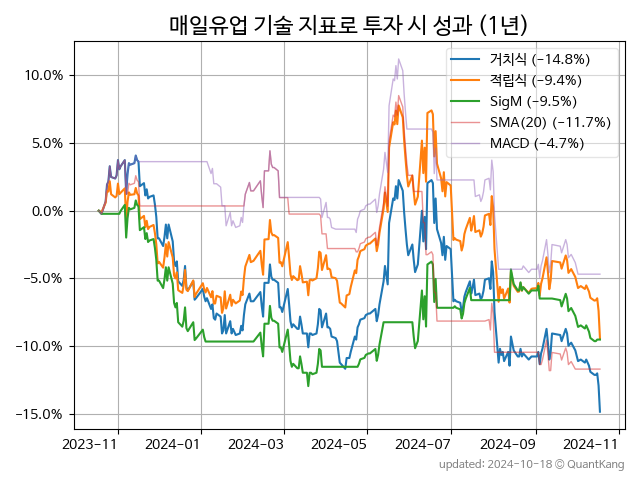 매일유업 기술 지표로 투자 시 성과 (1년)
거치식 (−14.8%)
적립식 (−9.4%)
SigM (−9.5%)
SMA(20) (−11.7%)
MACD (−4.7%)
10.0%
5.0%
0.0%
−5.0%
−10.0%
−15.0%
2023-11 2024-01 2024-03 2024-05 2024-07 2024-09 2024-11
updated: 2024-10-18 © QuantKang